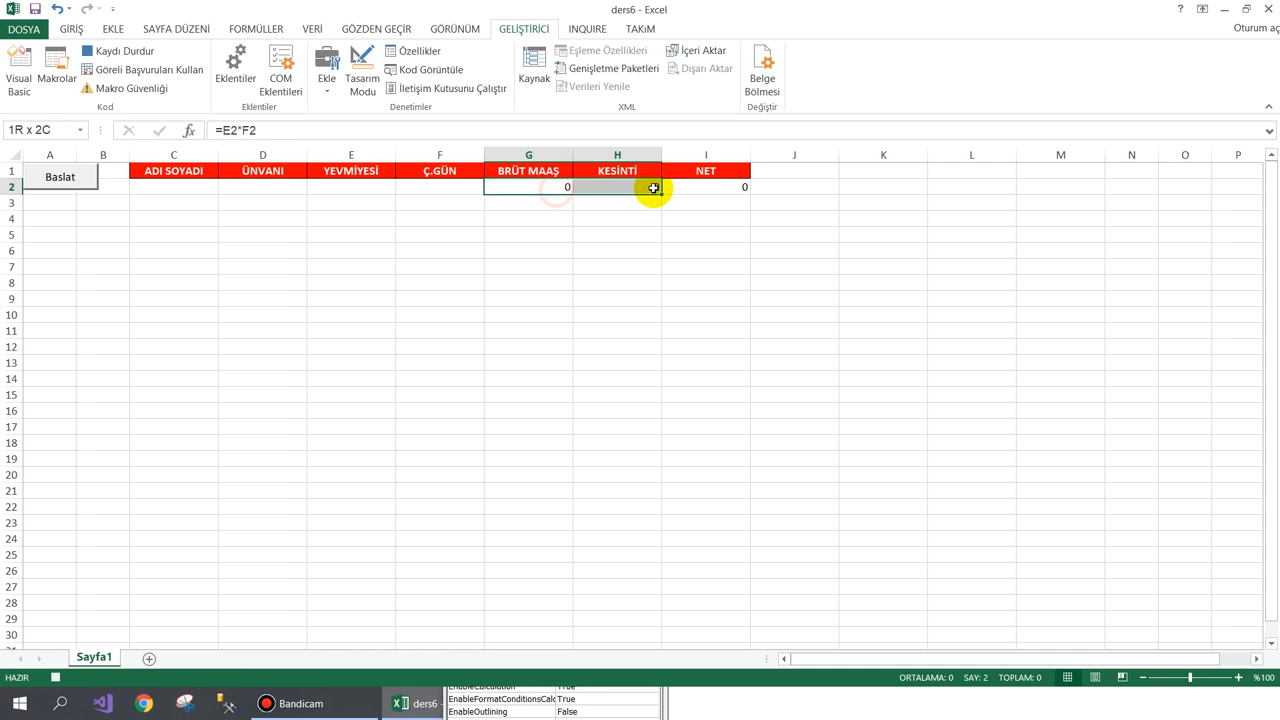 ders6 - Excel
DOSYA GİRİŞ EKLE SAYFA DÜZENİ FORMÜLLER VERİ GÖZDEN GEÇİR GÖRÜNÜM GELİŞTİRİCİ INQUIRE TAKIM Oturum aç
Visual Basic
Makrolar
Kaydı Durdur
Göreli Başvuruları Kullan
Makro Güvenliği
Kod
Eklentiler
COM Eklentileri
Eklentiler
Ekle
Tasarım Modu
Özellikler
Kod Görüntüle
İletişim Kutusunu Çalıştır
Denetimler
Kaynak
Eşleme Özellikleri
Genişletme Paketleri
Verileri Yenile
İçeri Aktar
Dışarı Aktar
XML
Belge Bölmesi
Değiştir
1R x 2C fx =E2*F2
A B C D E F G H I J K L M N O P
1 Baslat ADI SOYADI ÜNVANI YEVMİYESİ Ç.GÜN BRÜT MAAŞ KESİNTİ NET
2 0 0
3
4
5
6
7
8
9
10
11
12
13
14
15
16
17
18
19
20
21
22
23
24
25
26
27
28
29
30
Sayfa1
HAZIR ORTALAMA: 0 SAY: 2 TOPLAM: 0 %100
Bandicam ders6 -
EnableCalculation True
EnableFormatConditionsCalc True
EnableOutlining False